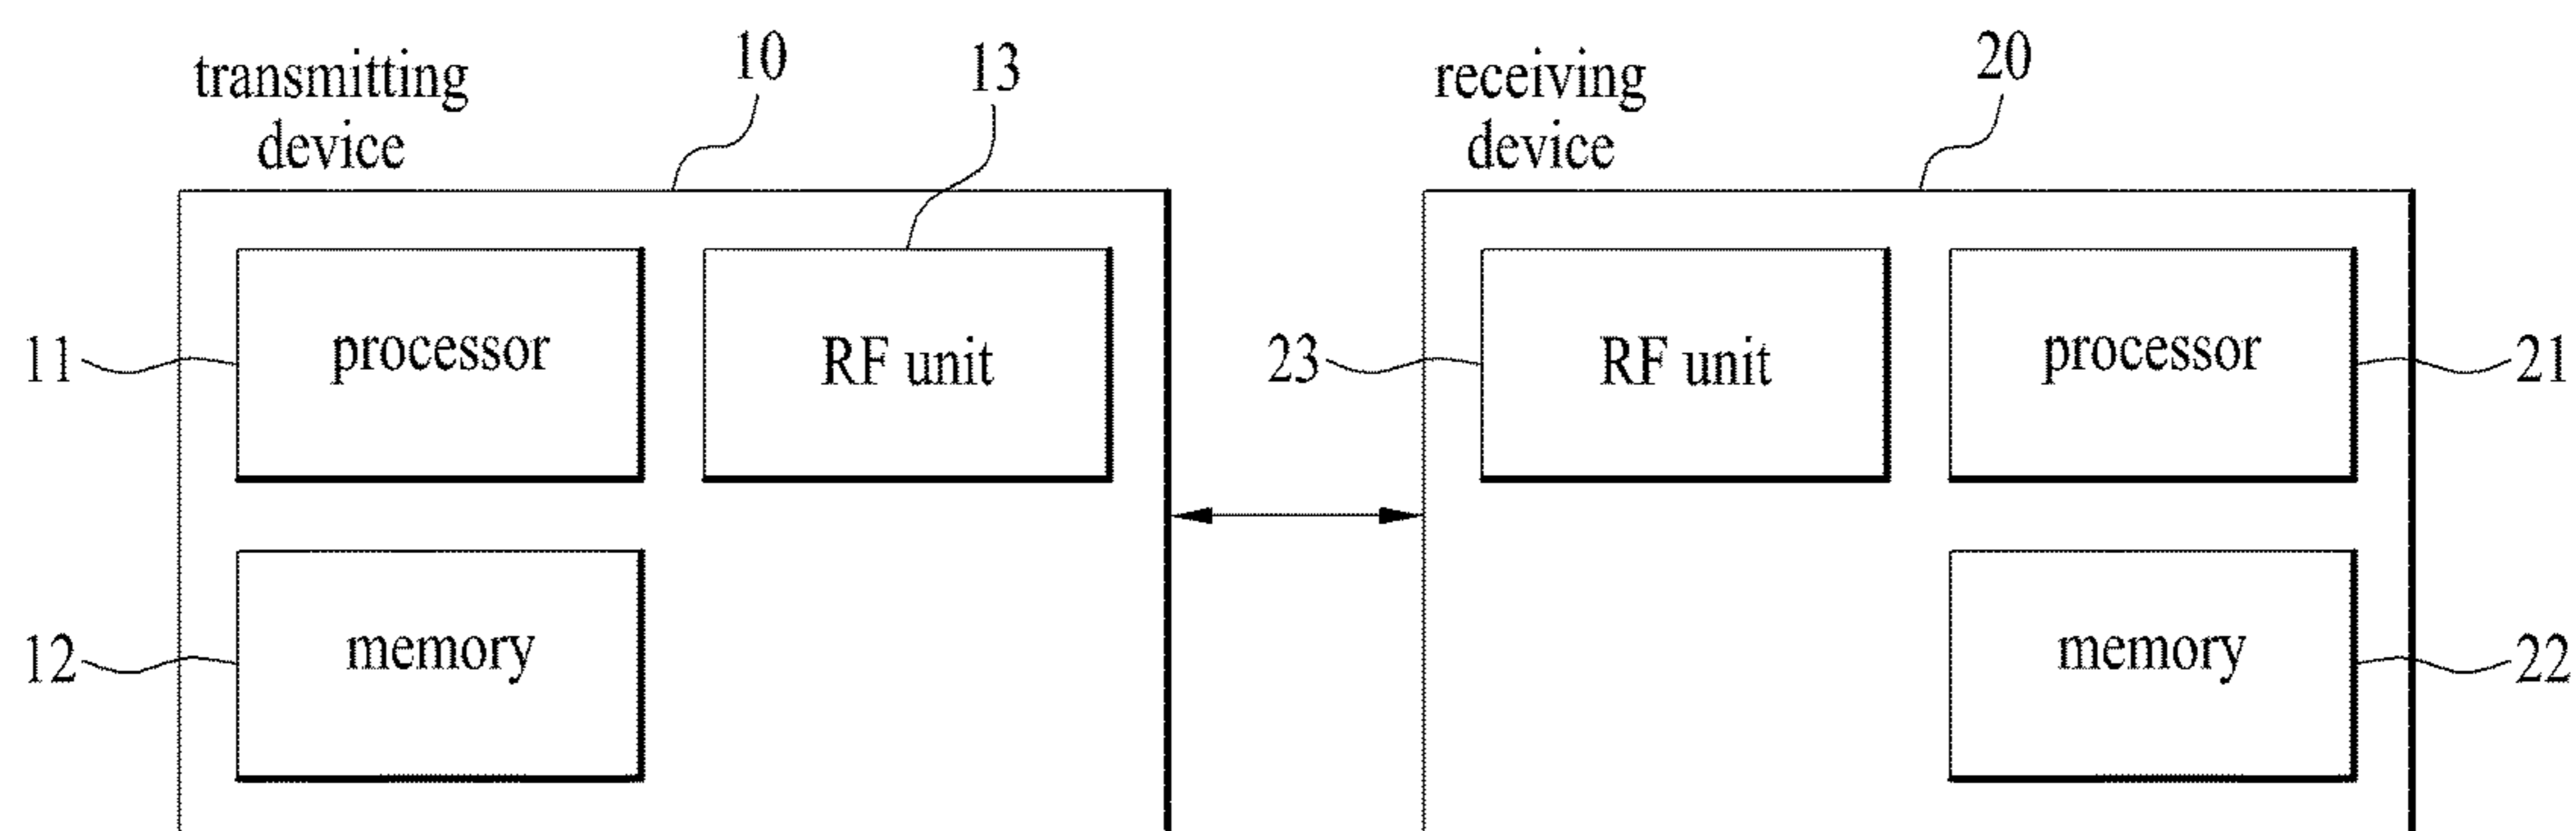 transmitting
device
10
13
receiving
device
20
11
processor
RF unit
23
RF unit
processor
21
12
memory
memory
22